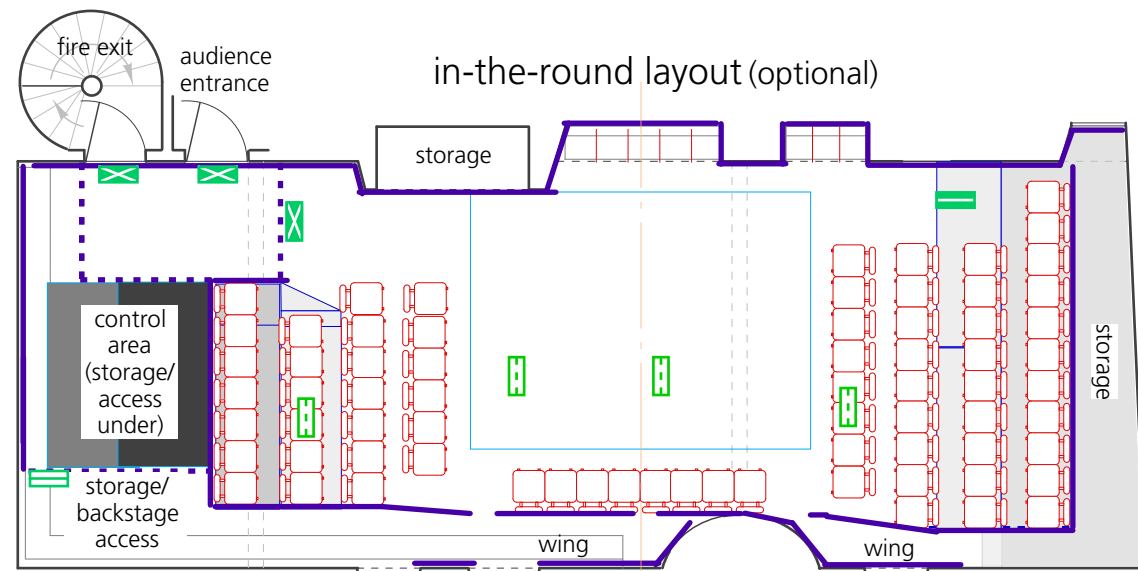 fire exit
audience
entrance
in-the-round layout (optional)
storage
control
area
(storage/
access
under)
storage
storage/
backstage
access
wing
wing